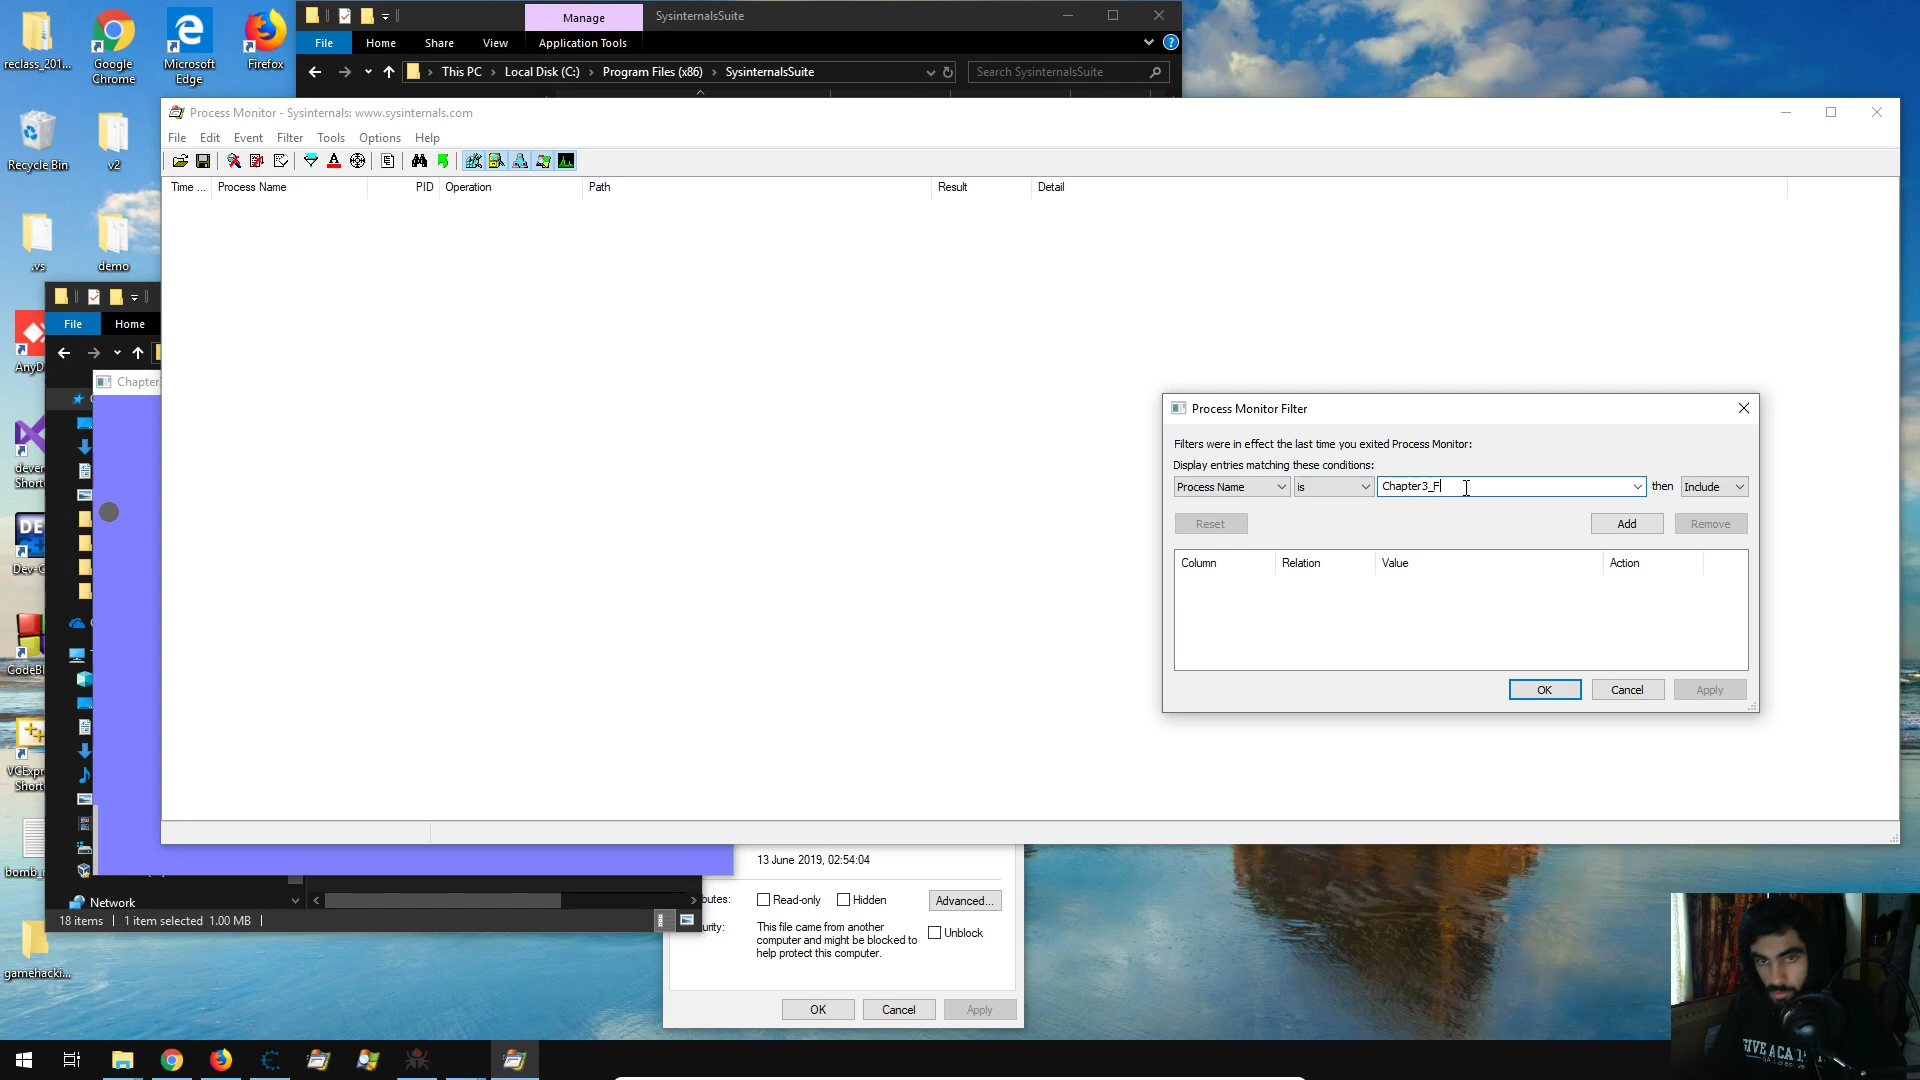 reclass_201...
Google Chrome
Microsoft Edge
Firefox
Recycle Bin
v2
.vs
demo
Manage
SysinternalsSuite
File
Home
Share
View
Application Tools
This PC
Local Disk (C:)
Program Files (x86)
SysinternalsSuite
Search SysinternalsSuite
Process Monitor - Sysinternals: www.sysinternals.com
File
Edit
Event
Filter
Tools
Options
Help
Time ...
Process Name
PID
Operation
Path
Result
Detail
File
Home
Chapter
Process Monitor Filter
Filters were in effect the last time you exited Process Monitor:
Display entries matching these conditions:
Process Name
is
Chapter3_F
then
Include
Reset
Add
Remove
Column
Relation
Value
Action
OK
Cancel
Apply
Network
18 items
1 item selected 1.00 MB
13 June 2019, 02:54:04
Read-only
Hidden
Advanced...
This file came from another
computer and might be blocked to
help protect this computer.
Unblock
OK
Cancel
Apply
gamehacki...